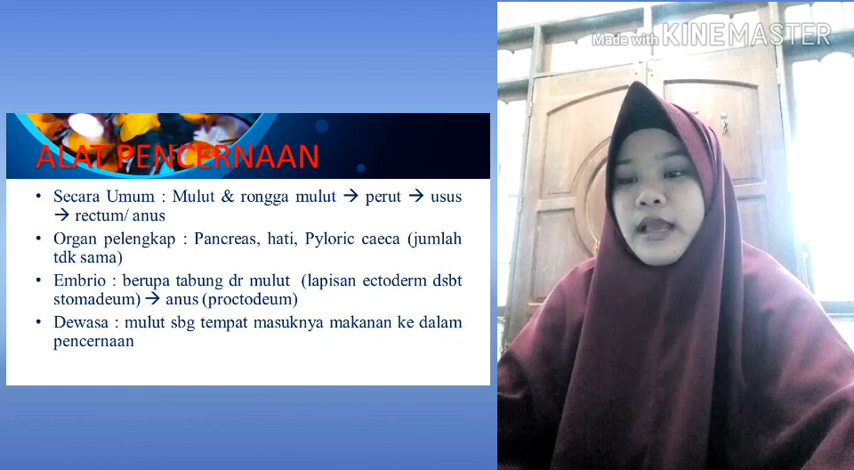 Made with KINEMASTER
ALAT PENCERNAAN
• Secara Umum : Mulut & rongga mulut → perut → usus
→ rectum/ anus
• Organ pelengkap : Pancreas, hati, Pyloric caeca (jumlah
tdk sama)
• Embrio : berupa tabung dr mulut (lapisan ectoderm dsbt
stomadeum) → anus (proctodeum)
• Dewasa : mulut sbg tempat masuknya makanan ke dalam
pencernaan